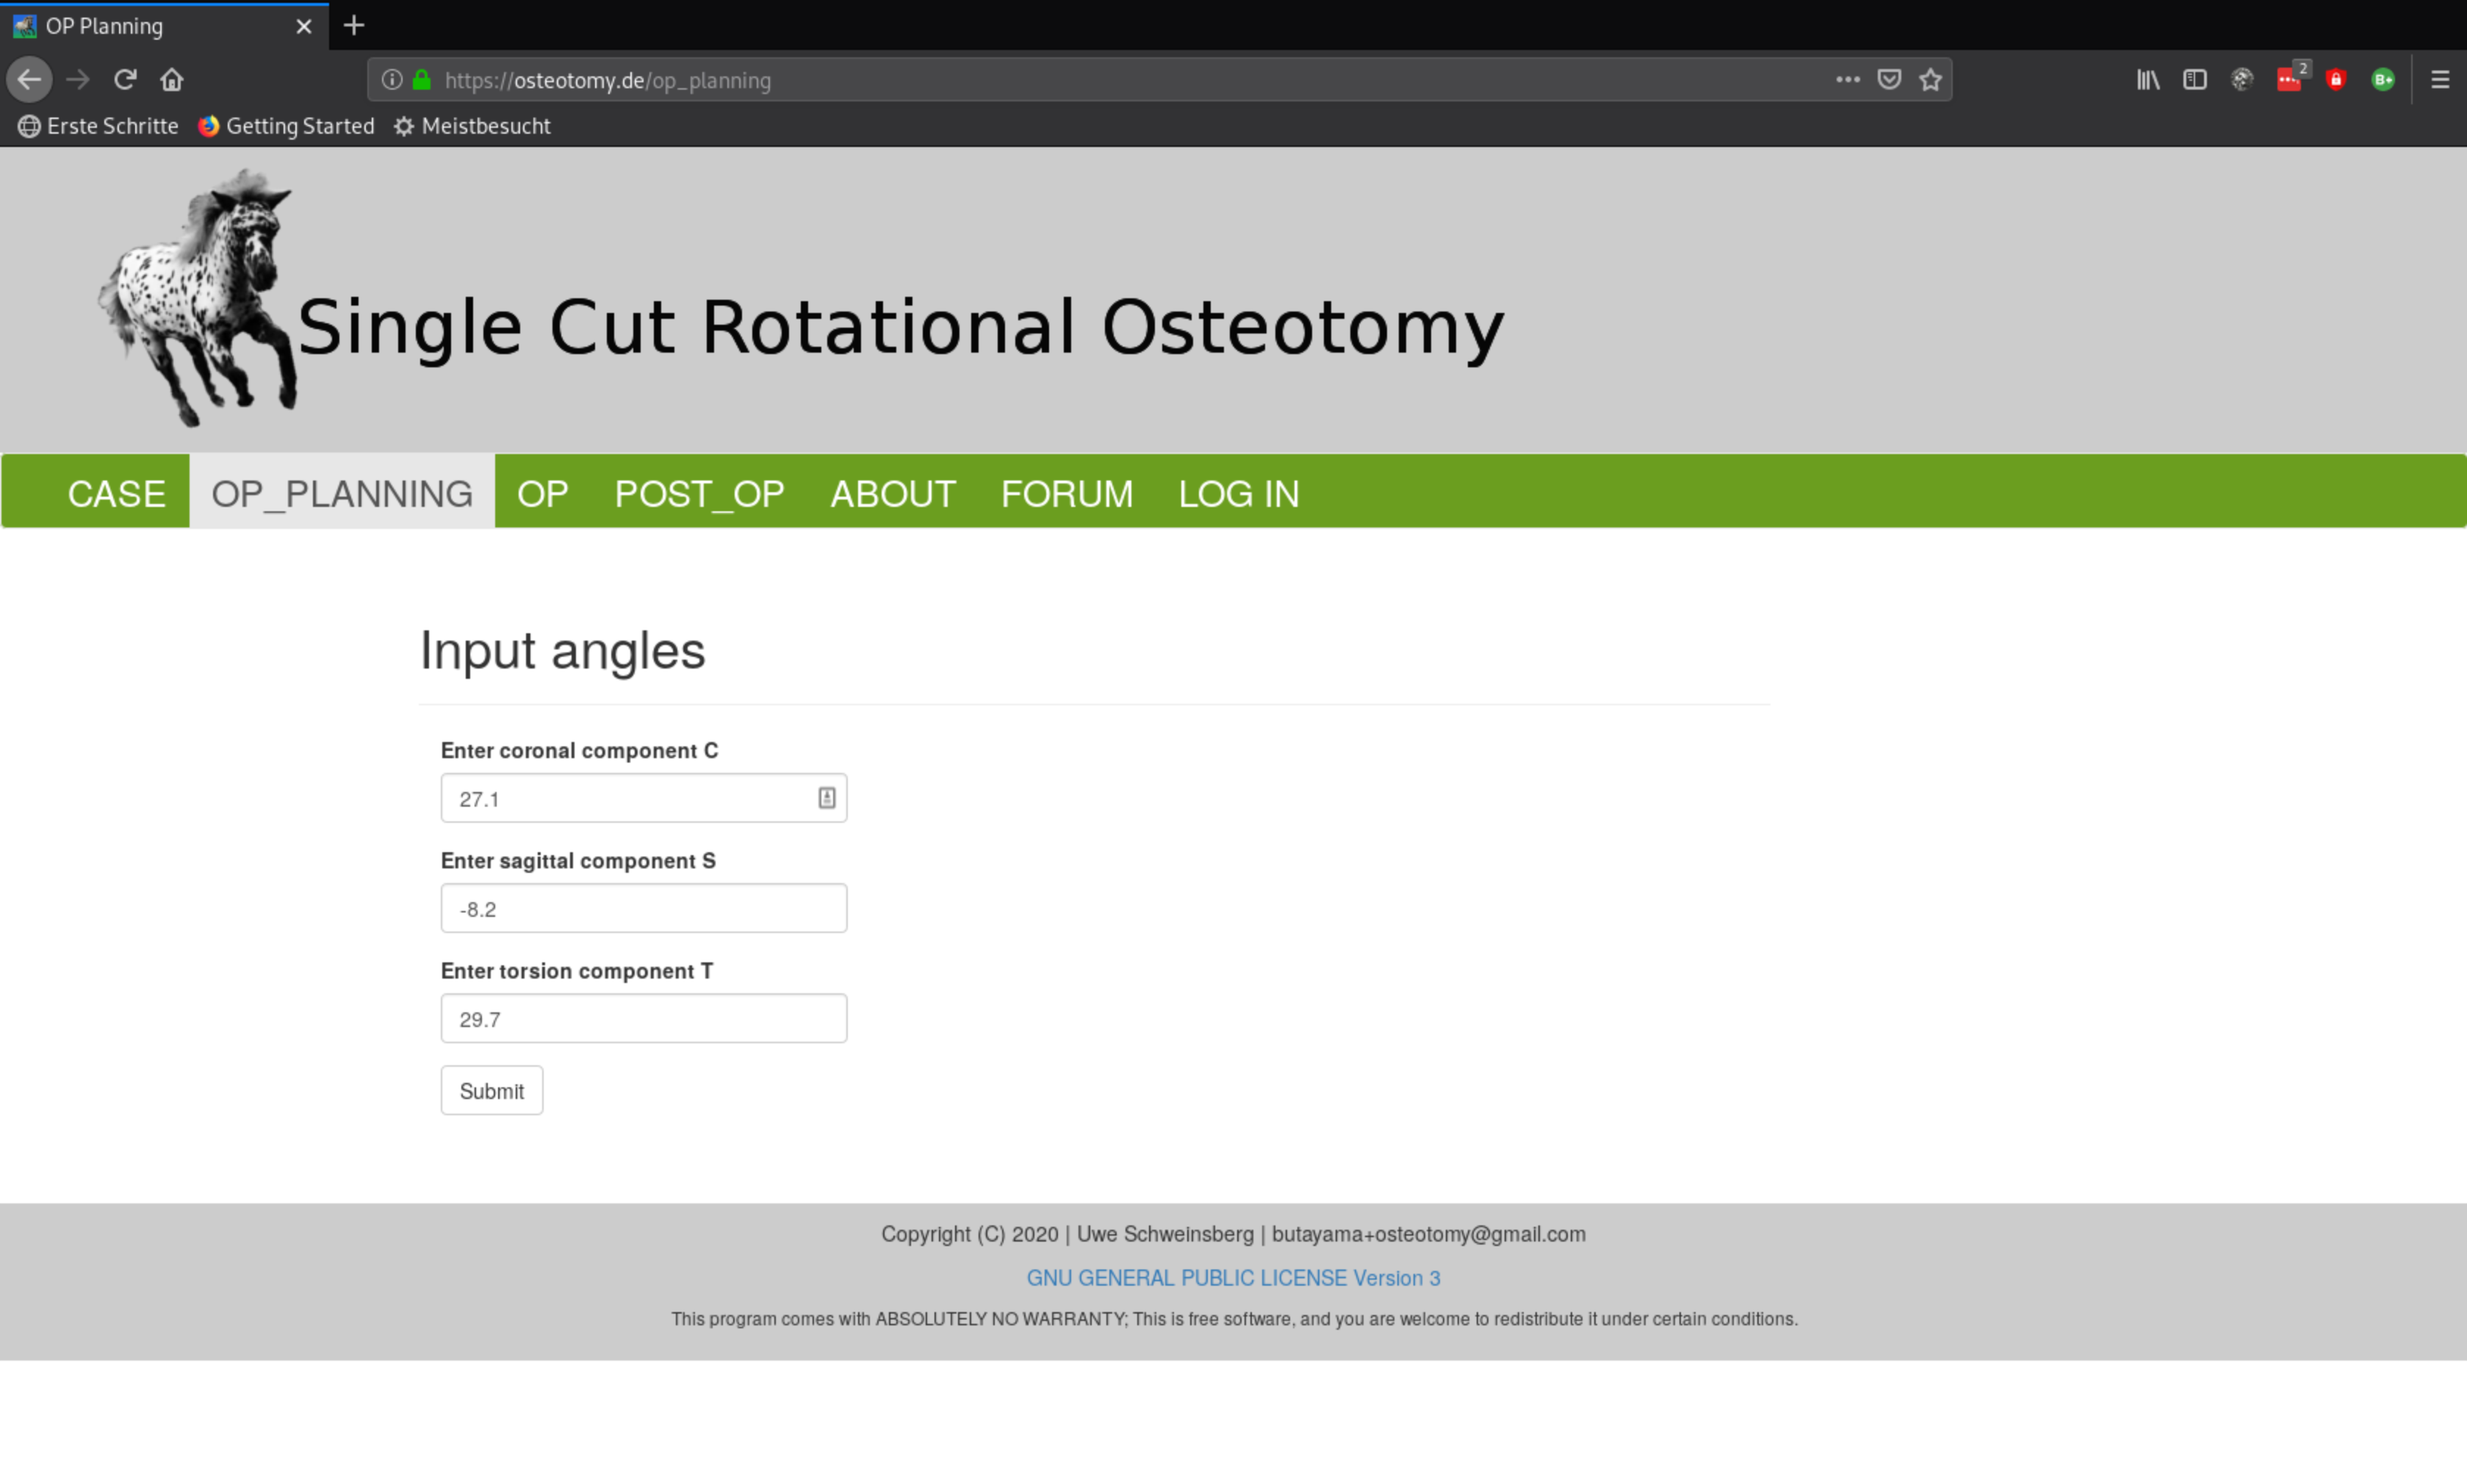 OP Planning
https://osteotomy.de/op_planning
2
B+
Erste Schritte Getting Started Meistbesucht
Single Cut Rotational Osteotomy
CASE OP_PLANNING OP POST_OP ABOUT FORUM LOG IN
Input angles
Enter coronal component C
27.1
Enter sagittal component S
-8.2
Enter torsion component T
29.7
Submit
Copyright (C) 2020 | Uwe Schweinsberg | butayama+osteotomy@gmail.com
GNU GENERAL PUBLIC LICENSE Version 3
This program comes with ABSOLUTELY NO WARRANTY; This is free software, and you are welcome to redistribute it under certain conditions.